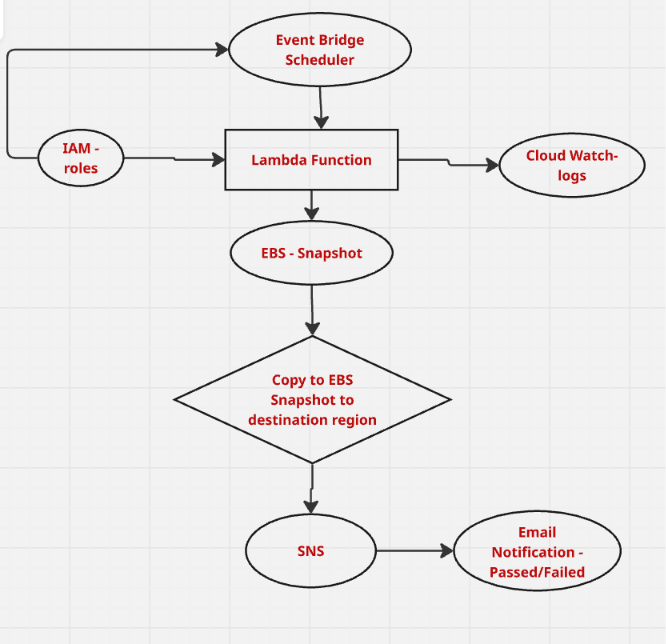 Event Bridge
Scheduler
IAM -
roles
Lambda Function
Cloud Watch-
logs
EBS - Snapshot
Copy to EBS
Snapshot to
destination region
SNS
Email
Notification -
Passed/Failed